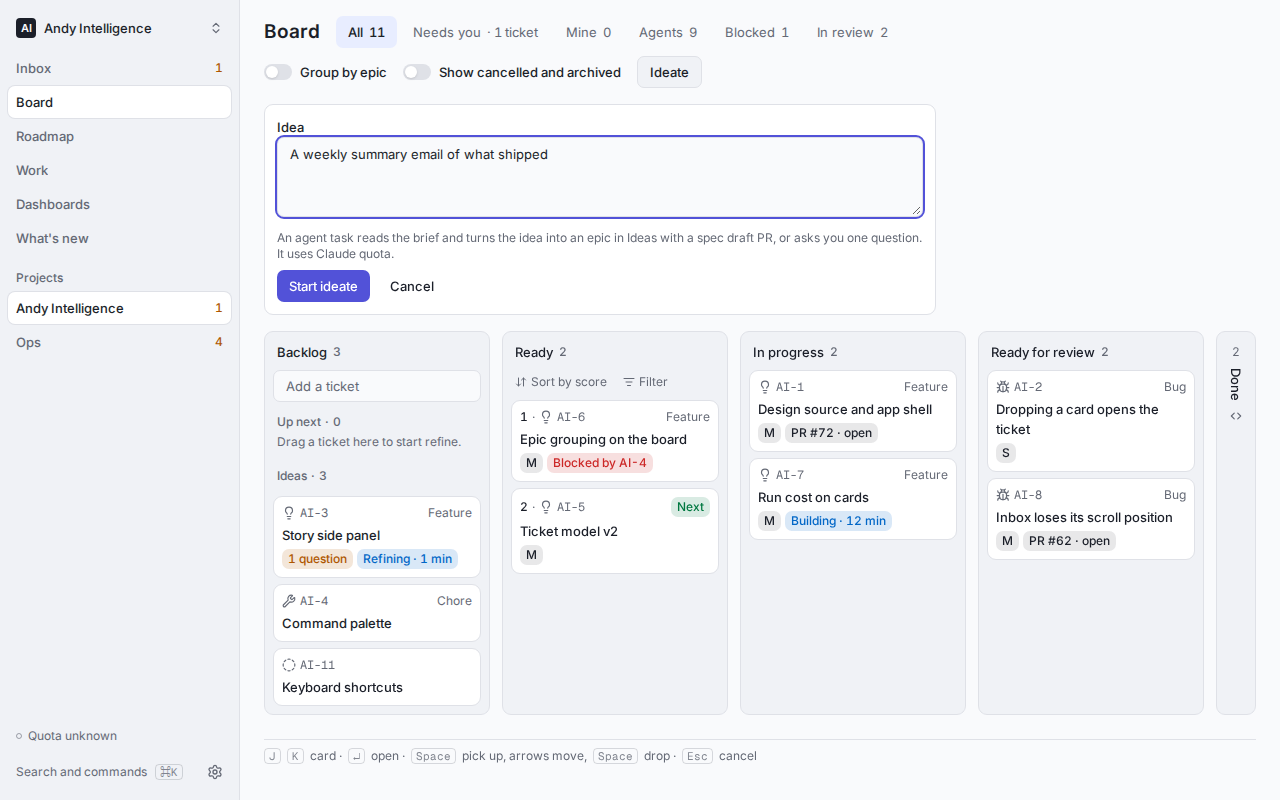 AI Andy Intelligence
Inbox 1
Board
Roadmap
Work
Dashboards
What's new
Projects
Andy Intelligence 1
Ops 4
Quota unknown
Search and commands ⌘K
Board All 11 Needs you · 1 ticket Mine 0 Agents 9 Blocked 1 In review 2
Group by epic Show cancelled and archived Ideate
Idea
A weekly summary email of what shipped
An agent task reads the brief and turns the idea into an epic in Ideas with a spec draft PR, or asks you one question.
It uses Claude quota.
Start ideate Cancel
Backlog 3
Add a ticket
Up next · 0
Drag a ticket here to start refine.
Ideas · 3
AI-3 Feature
Story side panel
1 question Refining · 1 min
AI-4 Chore
Command palette
AI-11
Keyboard shortcuts
Ready 2
Sort by score Filter
1 · AI-6 Feature
Epic grouping on the board
M Blocked by AI-4
2 · AI-5 Next
Ticket model v2
M
In progress 2
AI-1 Feature
Design source and app shell
M PR #72 · open
AI-7 Feature
Run cost on cards
M Building · 12 min
Ready for review 2
AI-2 Bug
Dropping a card opens the
ticket
S
AI-8 Bug
Inbox loses its scroll position
M PR #62 · open
2
Done
J K card · ↵ open · Space pick up, arrows move, Space drop · Esc cancel